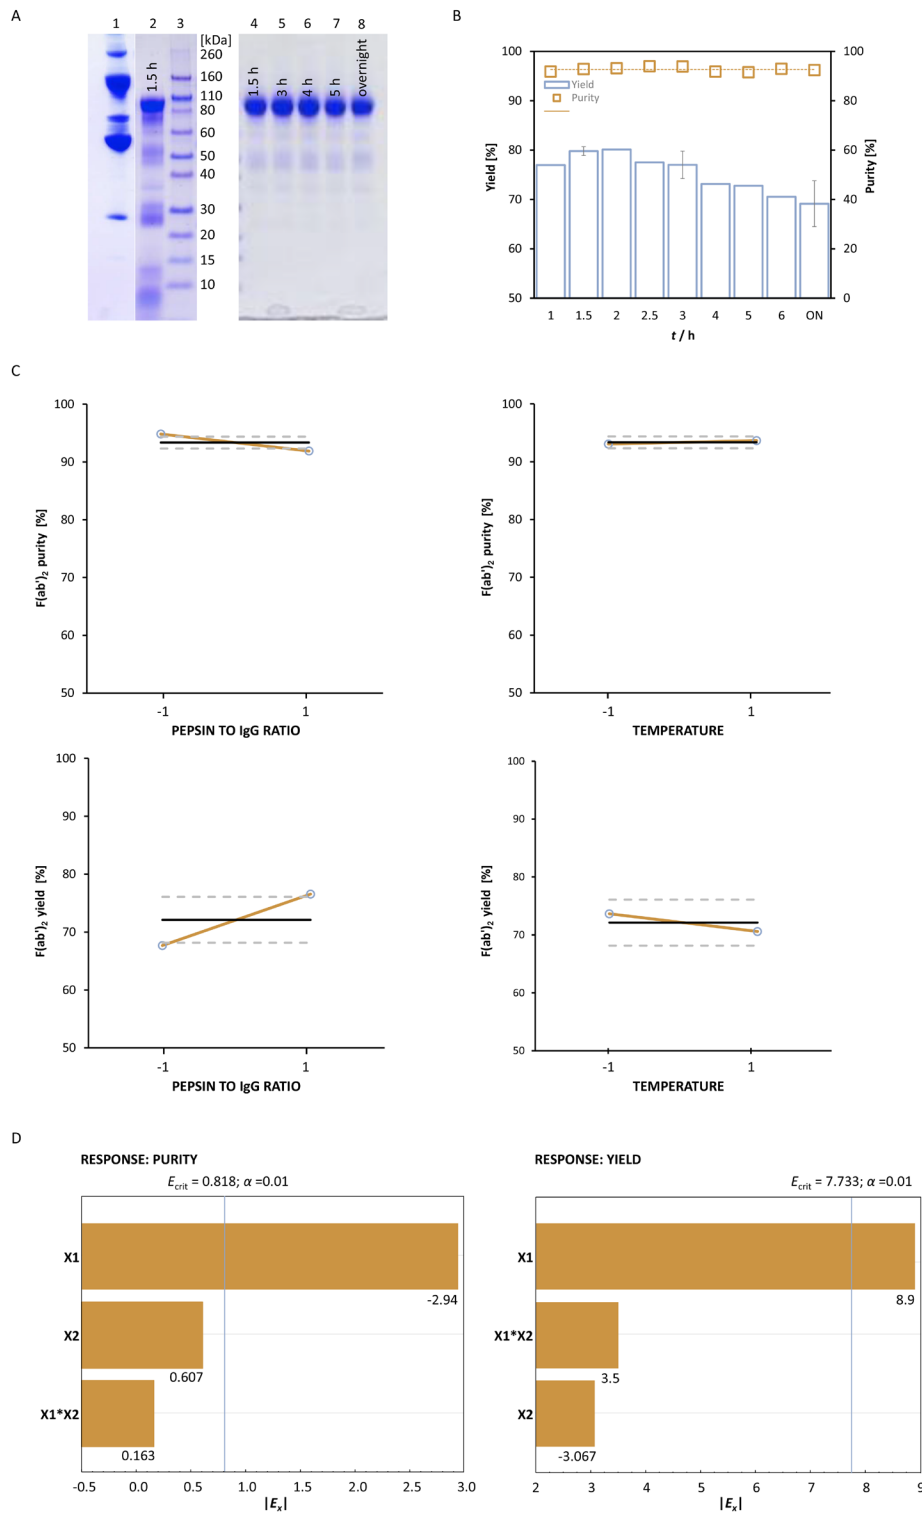 A
1 2 3 4 5 6 7 8
[kDa]
260
160
110
80
60
50
40
30
20
15
10
1.5 h
1.5 h
3 h
4 h
5 h
overnight
B
100
90
80
70
60
50
Yield [%]
Yield
Purity
100
80
60
40
20
0
Purity [%]
1 1.5 2 2.5 3 4 5 6 ON
t / h
C
100
90
80
70
60
50
F(ab')2 purity [%]
-1 1
PEPSIN TO IgG RATIO
100
90
80
70
60
50
F(ab')2 purity [%]
-1 1
TEMPERATURE
100
90
80
70
60
50
F(ab')2 yield [%]
-1 1
PEPSIN TO IgG RATIO
100
90
80
70
60
50
F(ab')2 yield [%]
-1 1
TEMPERATURE
D
RESPONSE: PURITY
Ecrit = 0.818; α =0.01
X1
-2.94
X2
0.607
X1*X2
0.163
-0.5 0.0 0.5 1.0 1.5 2.0 2.5 3.0
|Ex|
RESPONSE: YIELD
Ecrit = 7.733; α =0.01
X1
8.9
X1*X2
3.5
X2
-3.067
2 3 4 5 6 7 8 9
|Ex|